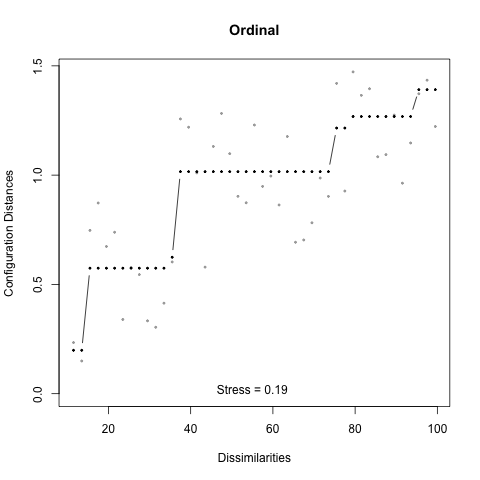 Ordinal
Configuration Distances
1.5
1.0
0.5
0.0
Stress = 0.19
20 40 60 80 100
Dissimilarities